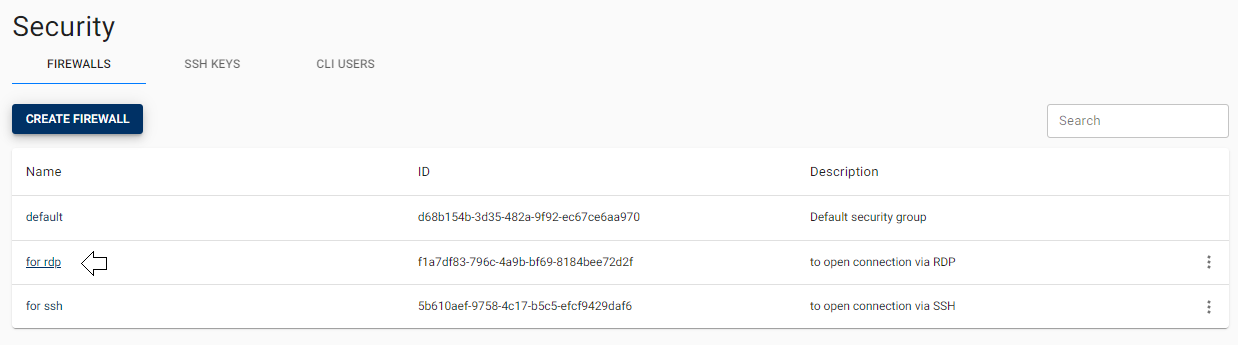 Security
FIREWALLS SSH KEYS CLI USERS
CREATE FIREWALL Search
Name ID Description
default d68b154b-3d35-482a-9f92-ec67ce6aa970 Default security group
for rdp f1a7df83-796c-4a9b-bf69-8184bee72d2f to open connection via RDP
for ssh 5b610aef-9758-4c17-b5c5-efcf9429daf6 to open connection via SSH